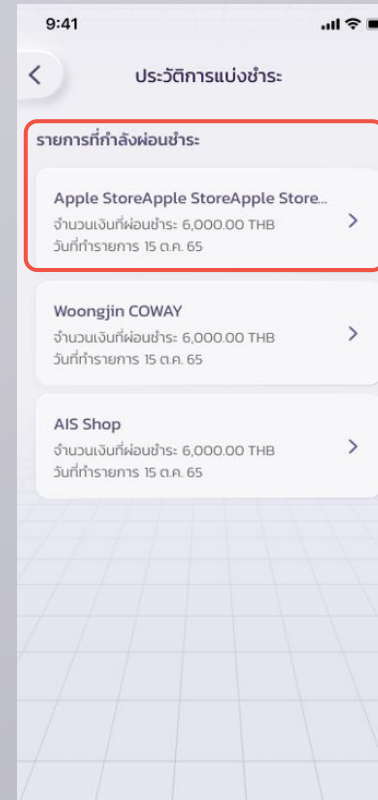 9:41
ประวัติการแบ่งชำระ
รายการที่กำลังผ่อนชำระ
Apple StoreApple StoreApple Store...
จำนวนเงินที่ผ่อนชำระ 6,000.00 THB
วันที่ทำรายการ 15 ต.ค. 65
Woongjin COWAY
จำนวนเงินที่ผ่อนชำระ 6,000.00 THB
วันที่ทำรายการ 15 ต.ค. 65
AIS Shop
จำนวนเงินที่ผ่อนชำระ 6,000.00 THB
วันที่ทำรายการ 15 ต.ค. 65